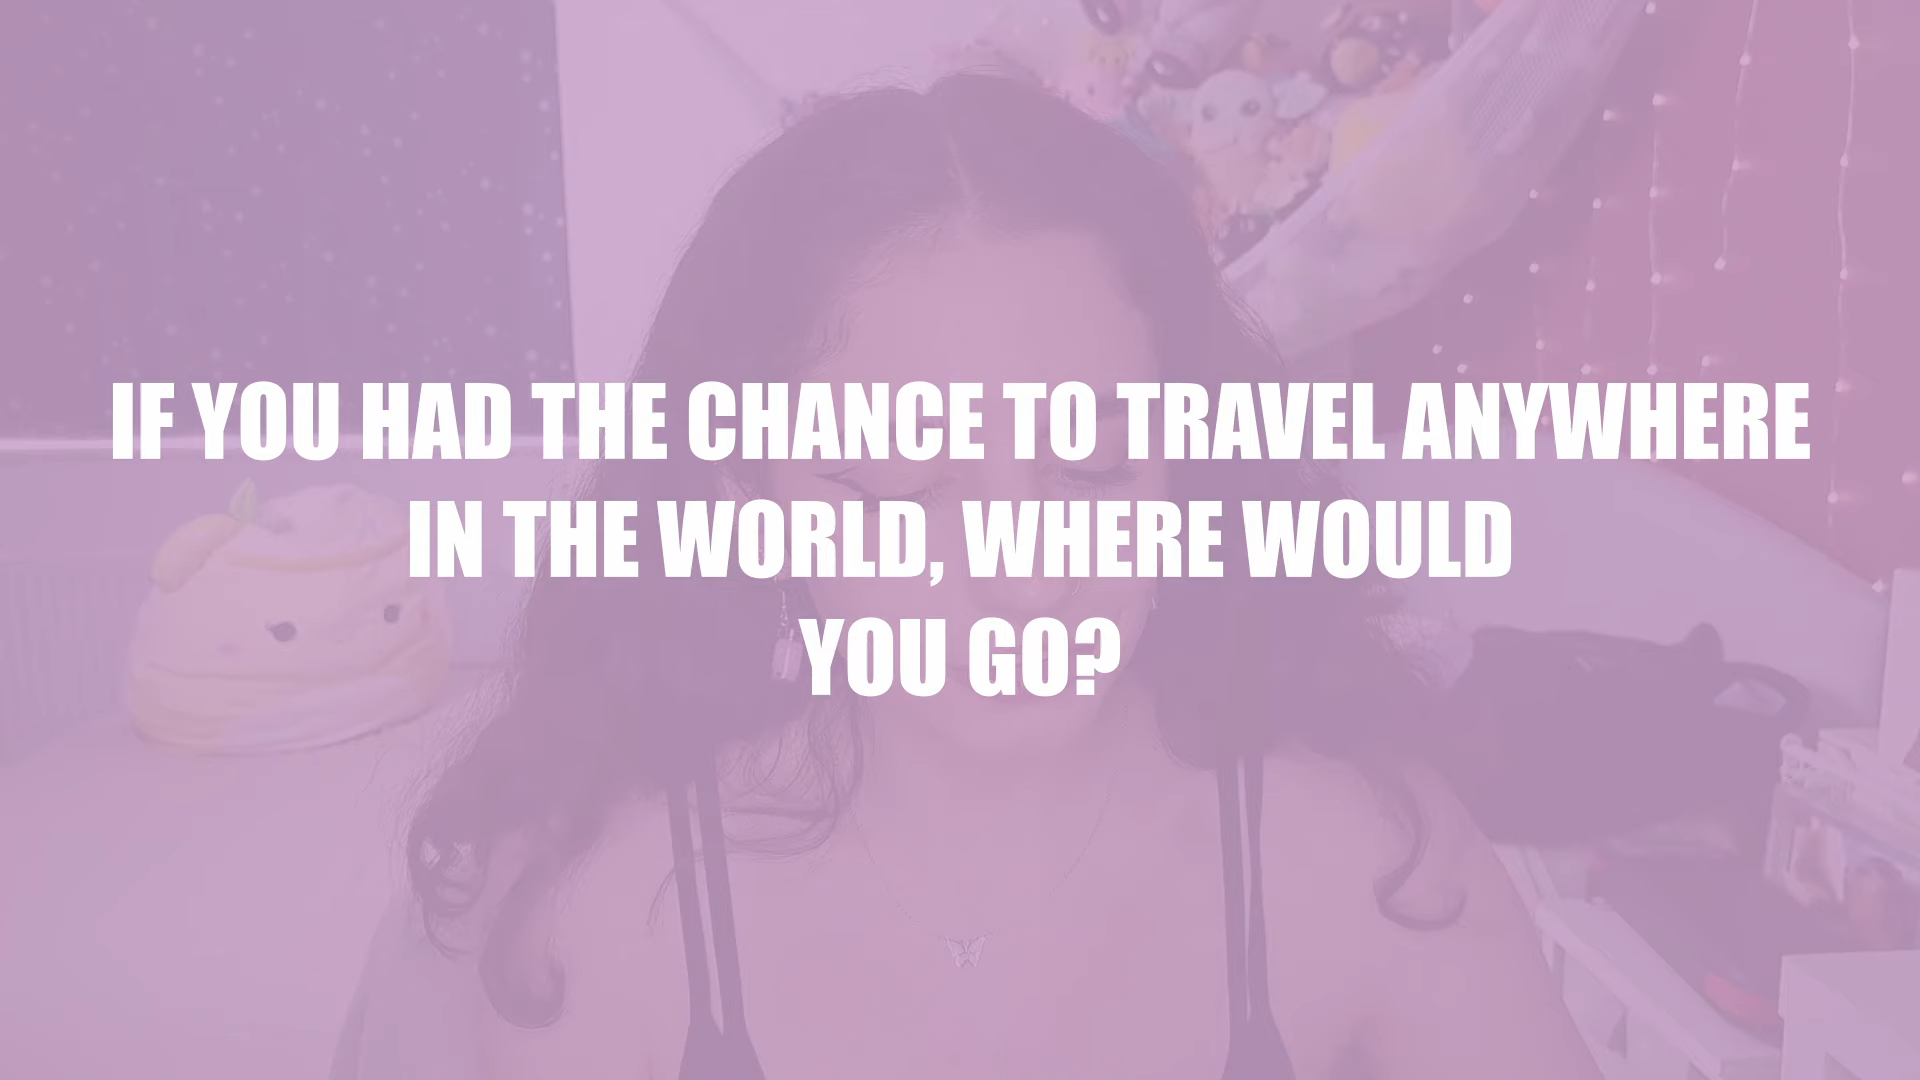 IF YOU HAD THE CHANCE TO TRAVEL ANYWHERE
IN THE WORLD, WHERE WOULD
YOU GO?